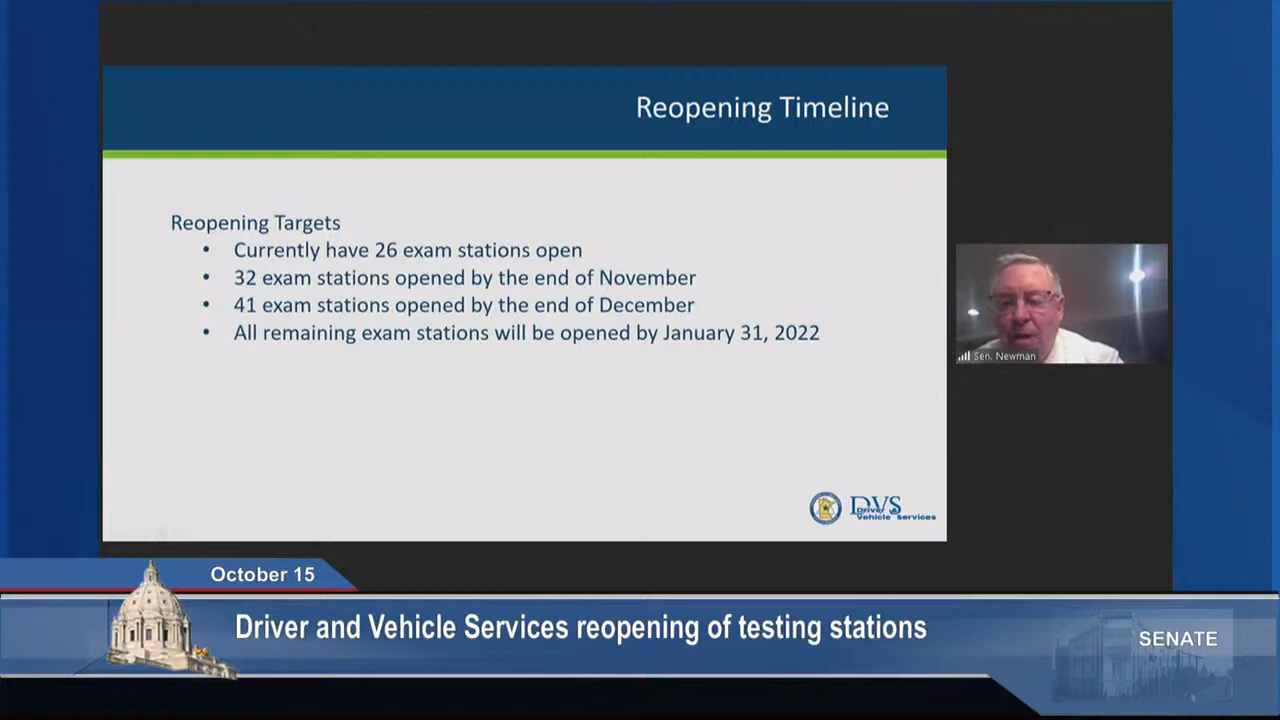 Reopening Timeline
Reopening Targets
• Currently have 26 exam stations open
• 32 exam stations opened by the end of November
• 41 exam stations opened by the end of December
• All remaining exam stations will be opened by January 31, 2022
Sen. Newman
DVS
Driver
Vehicle Services
October 15
Driver and Vehicle Services reopening of testing stations
SENATE